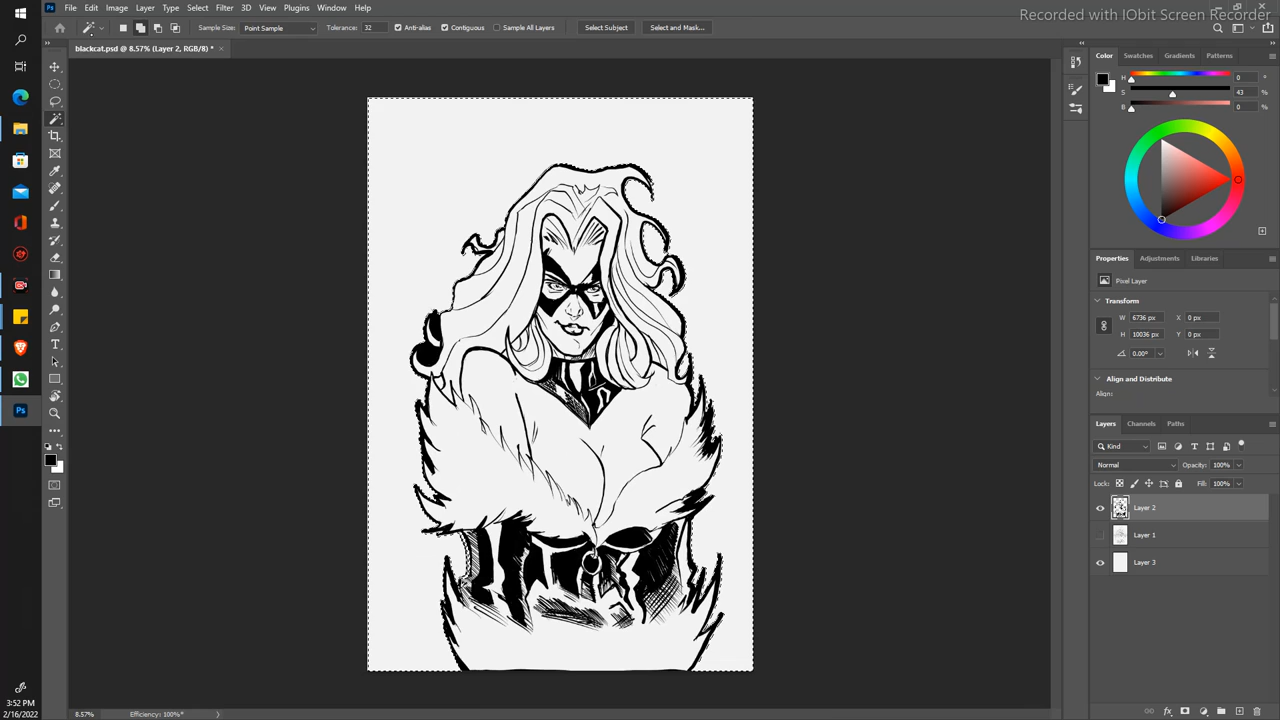 Recorded with IObit Screen Recorder
File Edit Image Layer Type Select Filter 3D View Plugins Window Help
Sample Size: Point Sample Tolerance: 32 Anti-alias Contiguous Sample All Layers Select Subject Select and Mask...
blackcat.psd @ 8.57% (Layer 2, RGB/8) *
Color Swatches Gradients Patterns
H 0 °
S 43 %
B 0 %
Properties Adjustments Libraries
Pixel Layer
Transform
W 6736 px X 0 px
H 10036 px Y 0 px
0.00°
Align and Distribute
Align:
Layers Channels Paths
Kind
Normal Opacity: 100%
Lock: Fill: 100%
Layer 2
Layer 1
Layer 3
8.57% Efficiency: 100%*
3:52 PM
2/16/2022